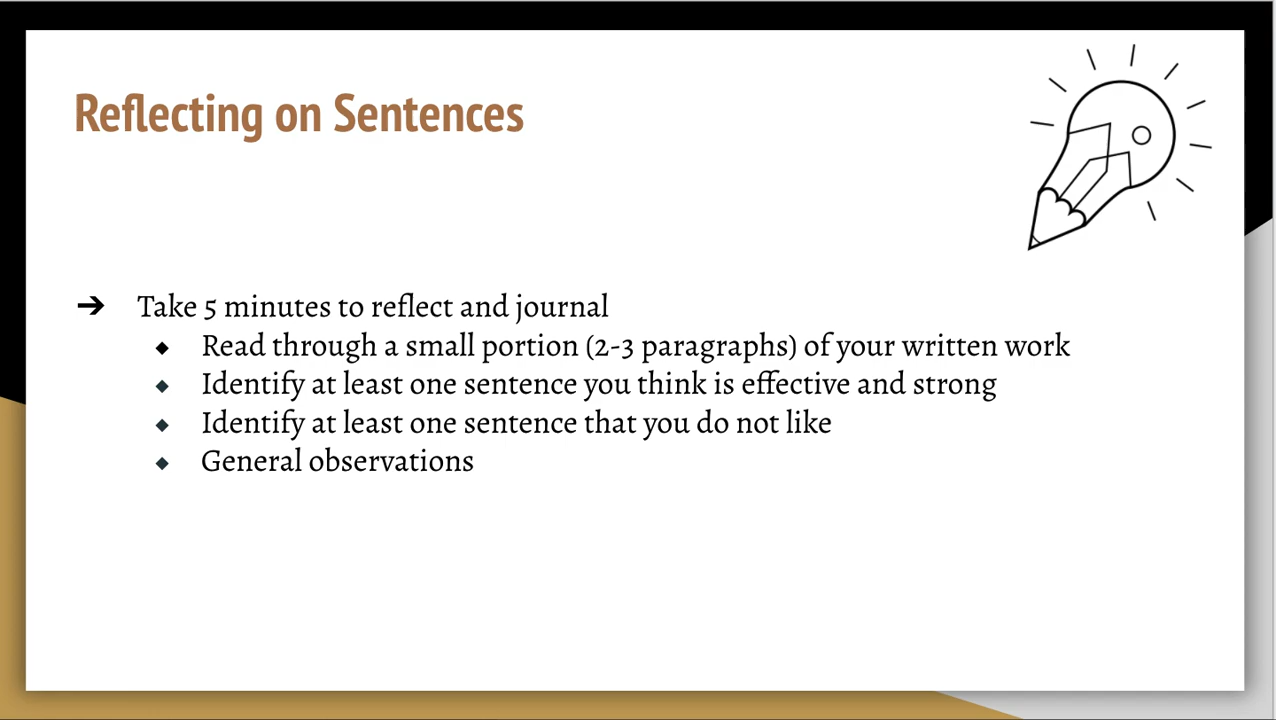 Reflecting on Sentences
➔ Take 5 minutes to reflect and journal
◆ Read through a small portion (2-3 paragraphs) of your written work
◆ Identify at least one sentence you think is effective and strong
◆ Identify at least one sentence that you do not like
◆ General observations